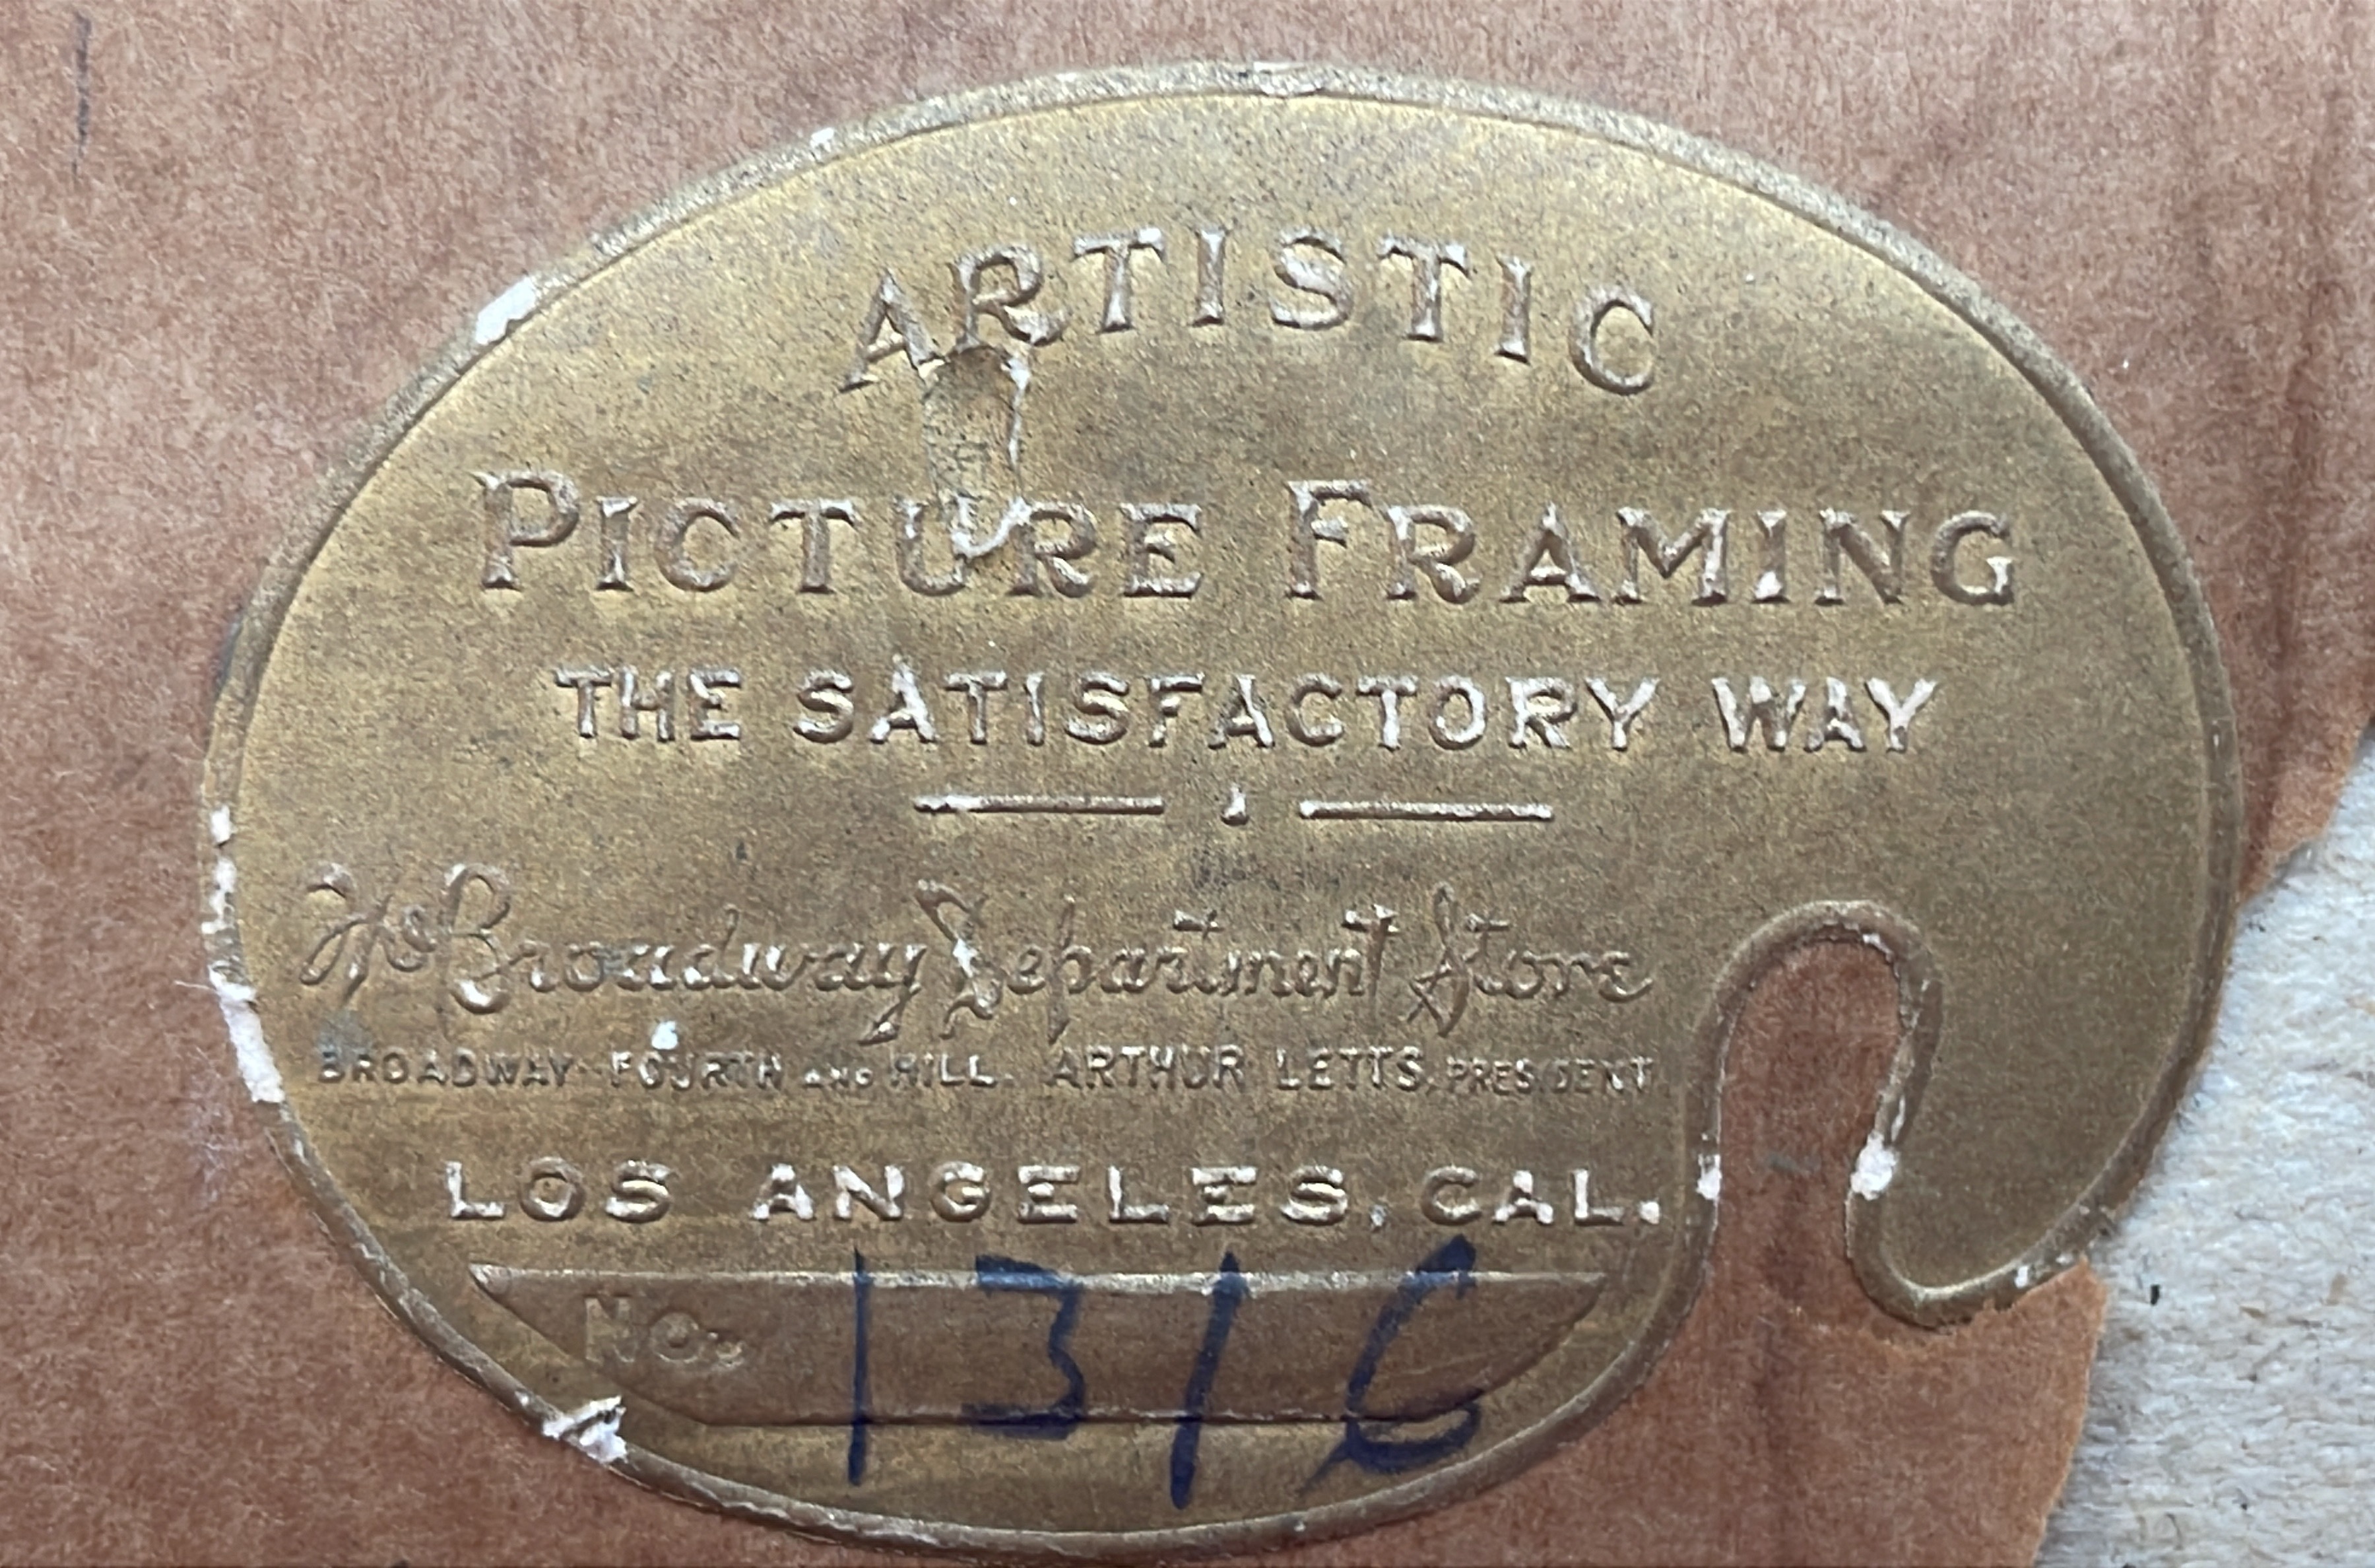 ARTISTIC
PICTURE FRAMING
THE SATISFACTORY WAY
The Broadway Department Store
BROADWAY FOURTH AND HILL. ARTHUR LETTS, PRESIDENT
LOS ANGELES, CAL.
NO. 1316